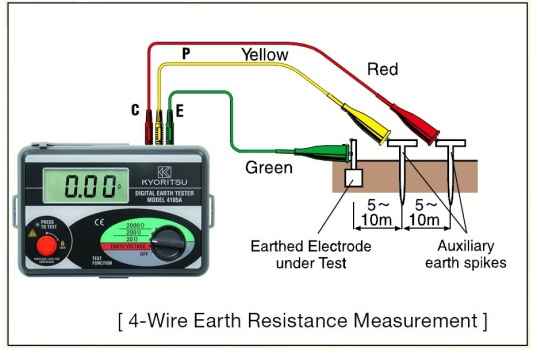 P
Yellow
Red
C
E
Green
0.00Ω
KYORITSU
DIGITAL EARTH TESTER
MODEL 4105A
PRESS
TO TEST
CE
2000Ω
200Ω
20Ω
EARTH VOLTAGE
OFF
TEST
FUNCTION
5~
10m
5~
10m
Earthed Electrode
under Test
Auxiliary
earth spikes
[ 4-Wire Earth Resistance Measurement ]